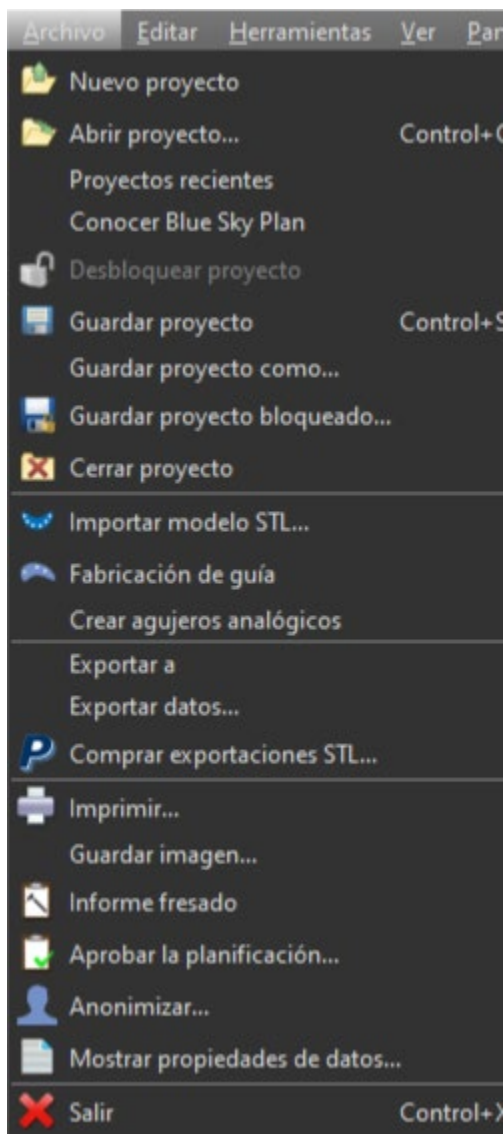 Archivo Editar Herramientas Ver
Nuevo proyecto
Abrir proyecto...
Proyectos recientes
Conocer Blue Sky Plan
Desbloquear proyecto
Guardar proyecto Control+S
Guardar proyecto como...
Guardar proyecto bloqueado...
Cerrar proyecto
Importar modelo STL...
Fabricación de guía
Crear agujeros analógicos
Exportar a
Exportar datos...
Comprar exportaciones STL...
Imprimir...
Guardar imagen...
Informe fresado
Aprobar la planificación...
Anonimizar...
Mostrar propiedades de datos...
Salir Control+X